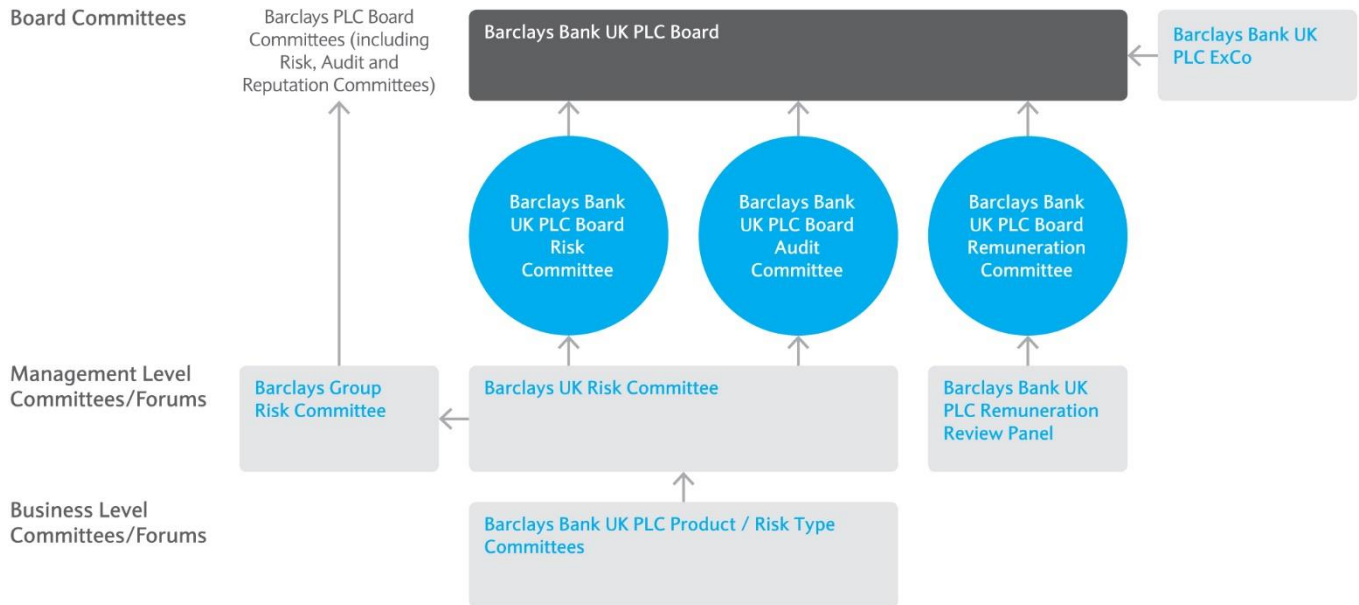 Board Committees
Barclays PLC Board
Committees (including
Risk, Audit and
Reputation Committees)
Barclays Bank UK PLC Board
Barclays Bank UK
PLC ExCo
Barclays Bank
UK PLC Board
Risk
Committee
Barclays Bank
UK PLC Board
Audit
Committee
Barclays Bank
UK PLC Board
Remuneration
Committee
Management Level
Committees/Forums
Barclays Group
Risk Committee
Barclays UK Risk Committee
Barclays Bank UK
PLC Remuneration
Review Panel
Business Level
Committees/Forums
Barclays Bank UK PLC Product / Risk Type
Committees